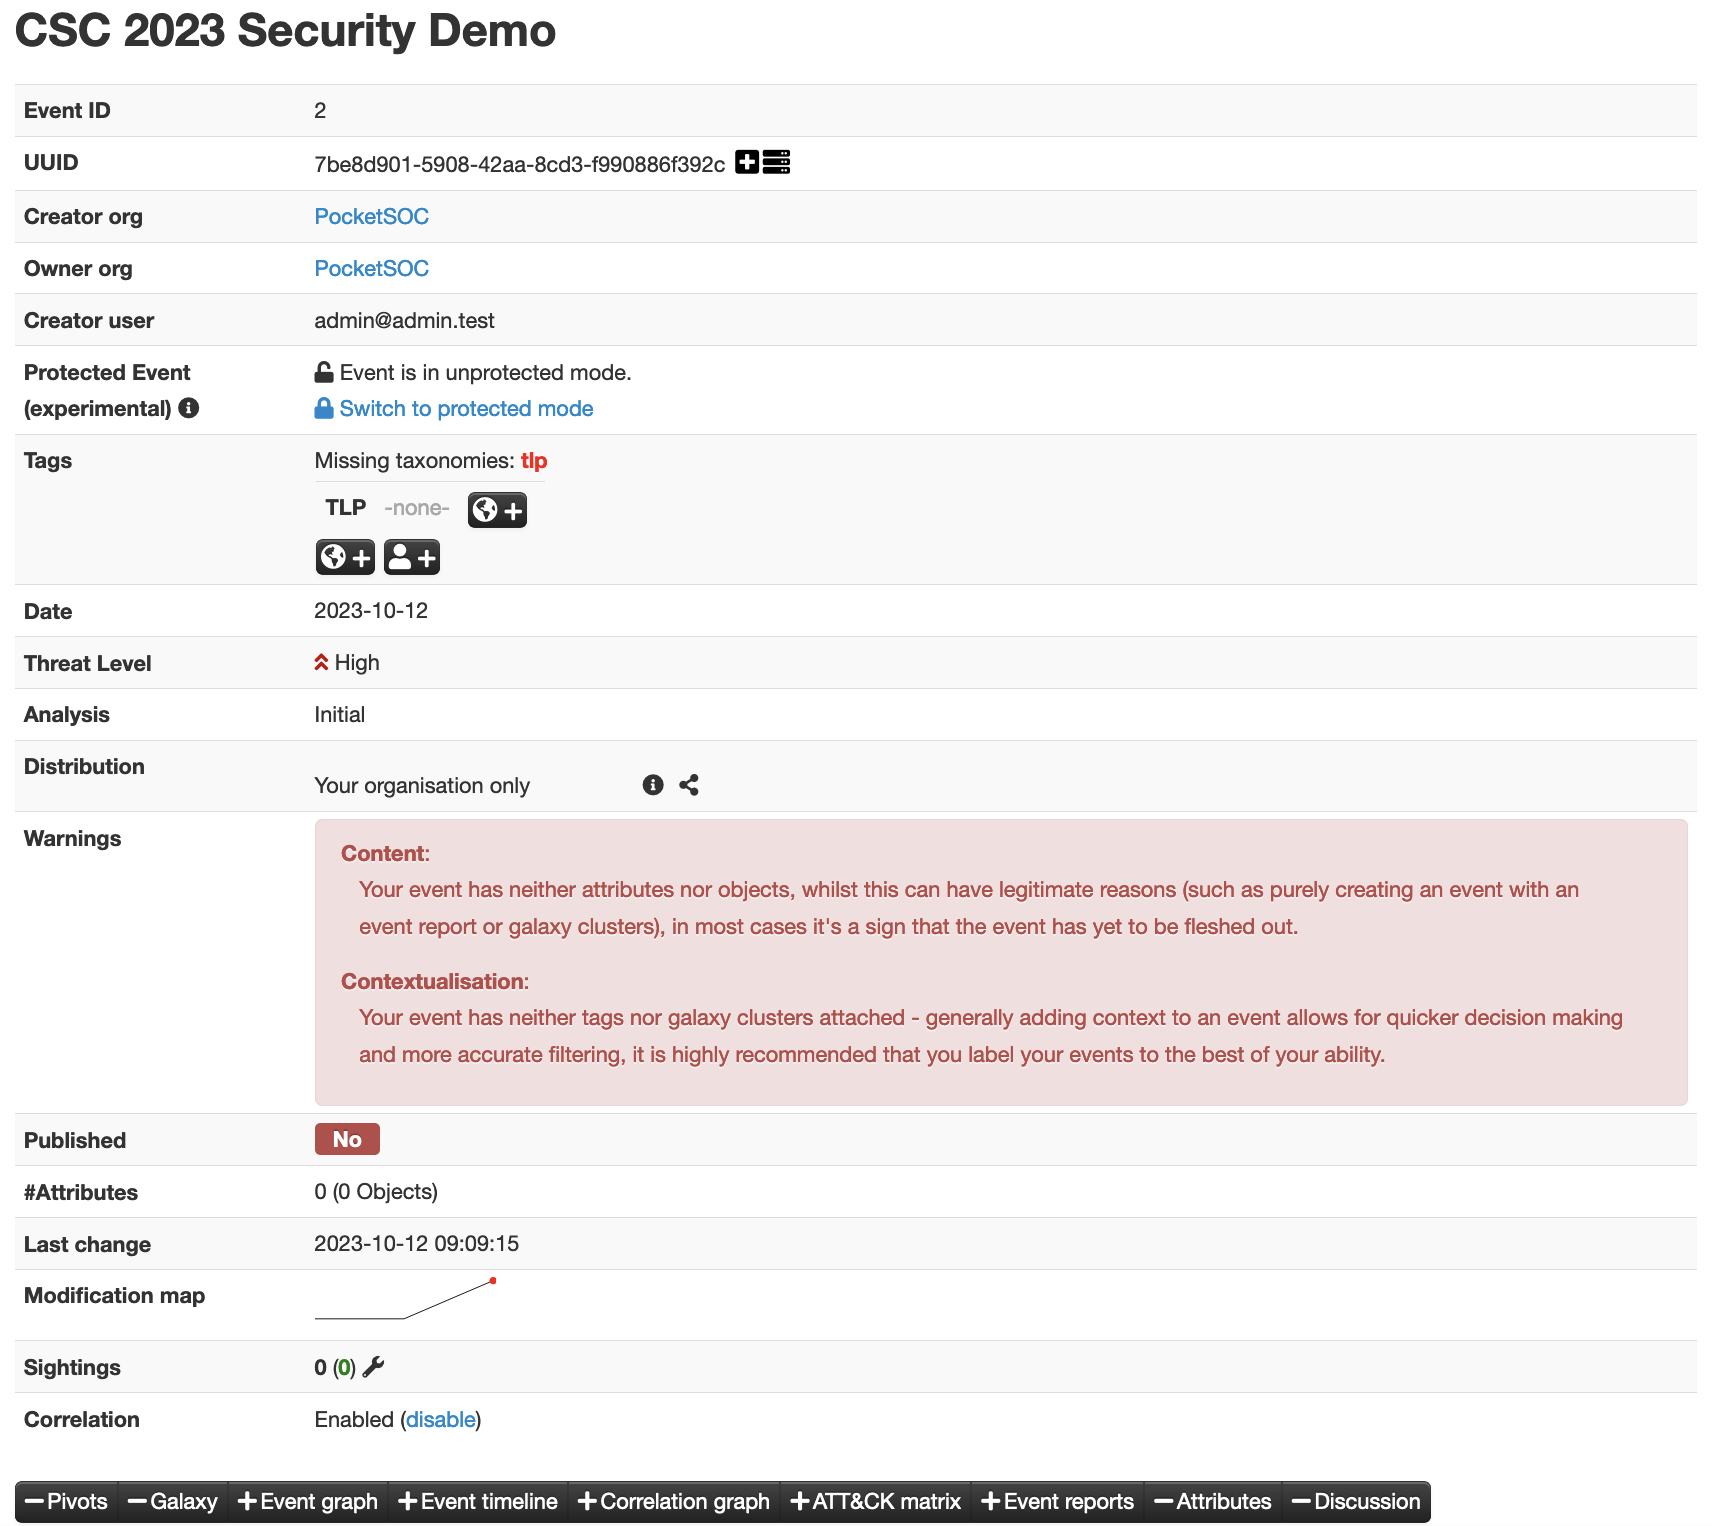 CSC 2023 Security Demo
Event ID 2
UUID 7be8d901-5908-42aa-8cd3-f990886f392c
Creator org PocketSOC
Owner org PocketSOC
Creator user admin@admin.test
Protected Event Event is in unprotected mode.
(experimental) Switch to protected mode
Tags Missing taxonomies: tlp
TLP -none-
Date 2023-10-12
Threat Level High
Analysis Initial
Distribution
Your organisation only
Warnings
Content:
Your event has neither attributes nor objects, whilst this can have legitimate reasons (such as purely creating an event with an
event report or galaxy clusters), in most cases it's a sign that the event has yet to be fleshed out.
Contextualisation:
Your event has neither tags nor galaxy clusters attached - generally adding context to an event allows for quicker decision making
and more accurate filtering, it is highly recommended that you label your events to the best of your ability.
Published No
#Attributes 0 (0 Objects)
Last change 2023-10-12 09:09:15
Modification map
Sightings 0 (0)
Correlation Enabled (disable)
Pivots Galaxy Event graph Event timeline Correlation graph ATT&CK matrix Event reports Attributes Discussion